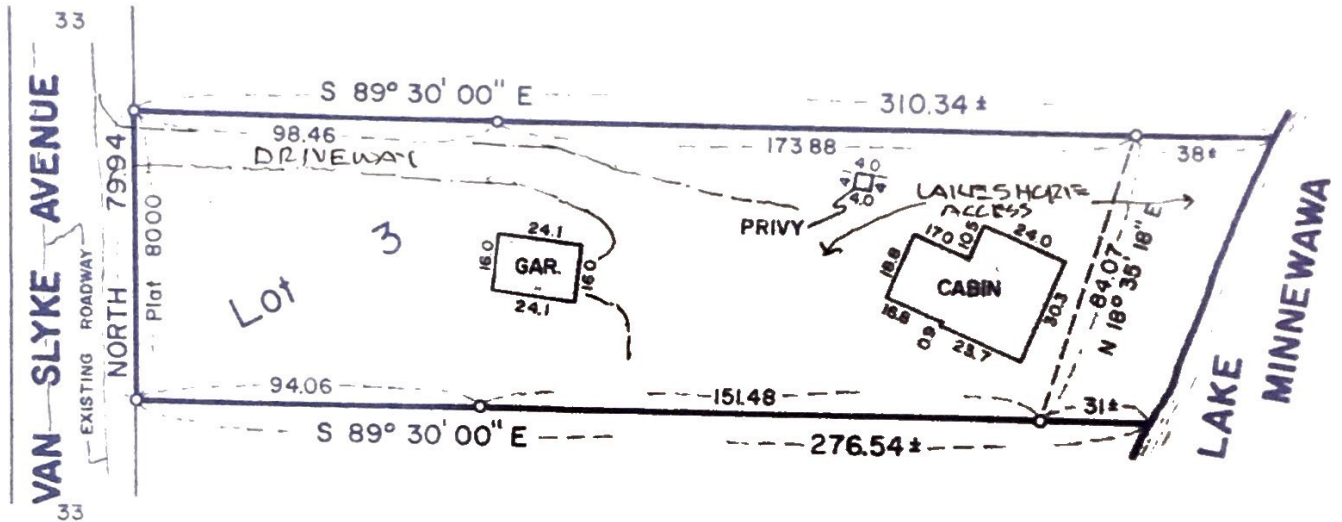 33
VAN SLYKE AVENUE
EXISTING ROADWAY
33
NORTH 79.94
Plat 80.00
S 89° 30' 00" E
310.34 ±
98.46
173.88
38±
DRIVEWAY
4.0
4
4
4.0
PRIVY
LAKESHORE
ACCESS
Lot 3
24.1
16.0
GAR.
16.0
24.1
17.0
10.5
24.0
18.8
CABIN
30.3
16.8
0.9
23.7
84.07
N 18° 35' 18" E
94.06
151.48
31±
S 89° 30' 00" E
276.54 ±
LAKE MINNEWAWA